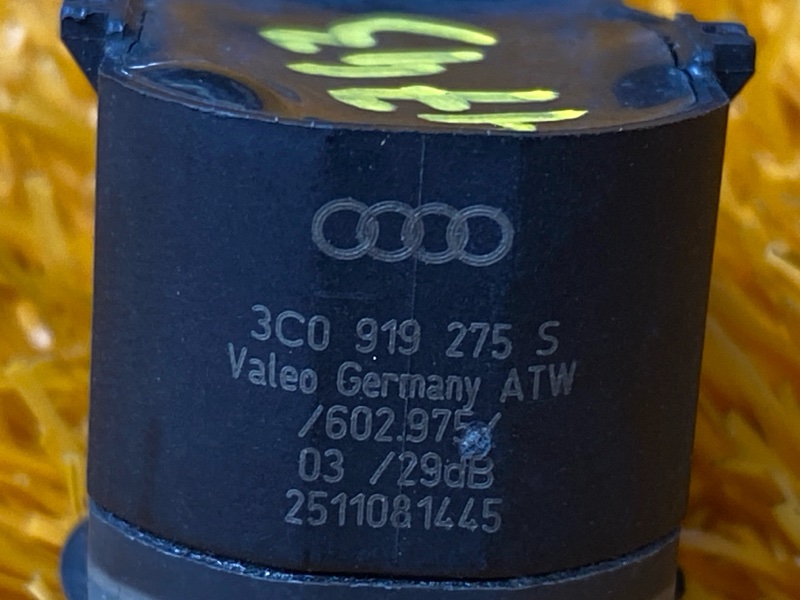 3C0 919 275 S
Valeo Germany ATW
/602.975/
03 /29dB
2511081445